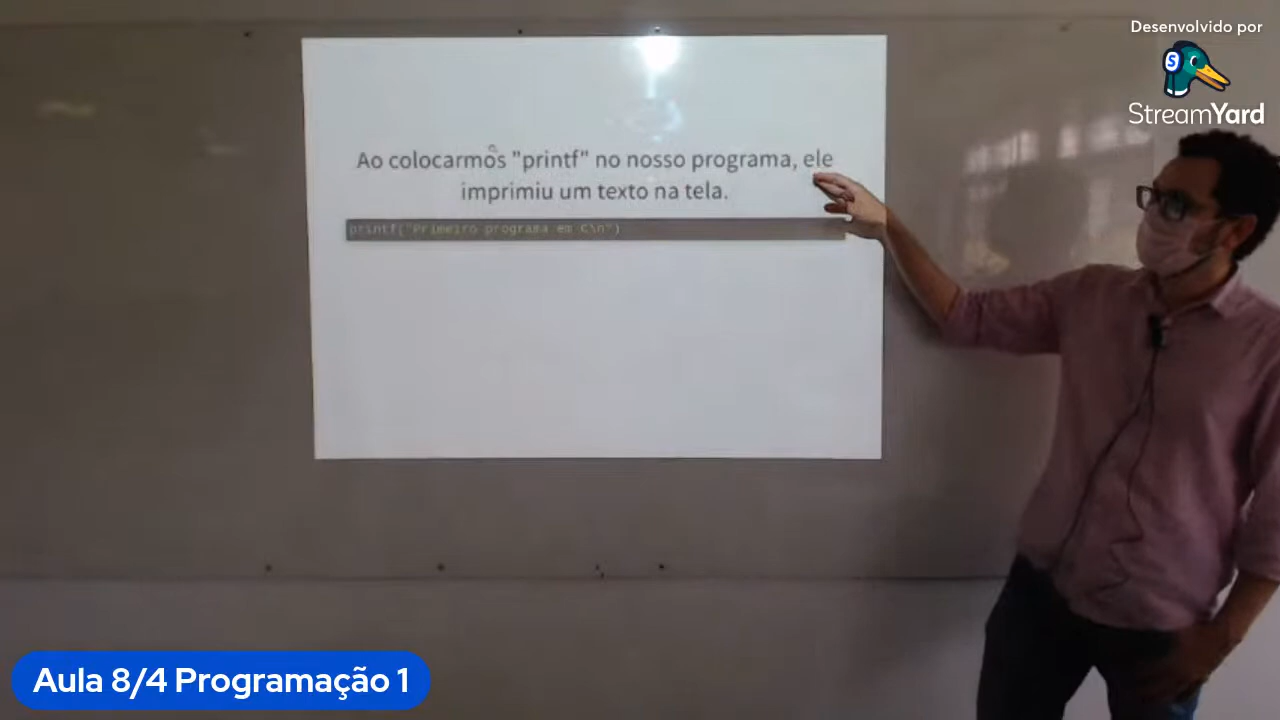 Desenvolvido por
S
StreamYard
Ao colocarmos "printf" no nosso programa, ele
imprimiu um texto na tela.
printf("Primeiro programa em C\n")
Aula 8/4 Programação 1